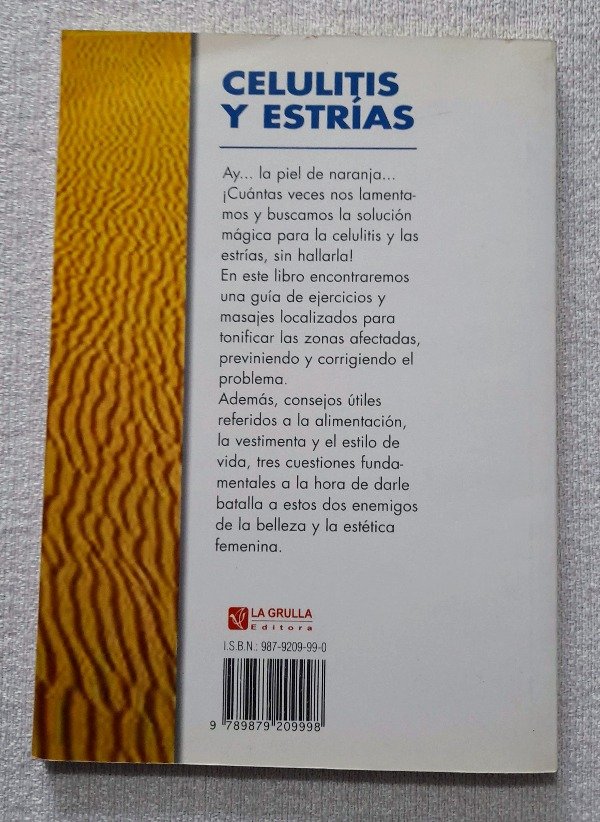 CELULITIS
Y ESTRÍAS
Ay... la piel de naranja...
¡Cuántas veces nos lamenta-
mos y buscamos la solución
mágica para la celulitis y las
estrías, sin hallarla!
En este libro encontraremos
una guía de ejercicios y
masajes localizados para
tonificar las zonas afectadas,
previniendo y corrigiendo el
problema.
Además, consejos útiles
referidos a la alimentación,
la vestimenta y el estilo de
vida, tres cuestiones funda-
mentales a la hora de darle
batalla a estos dos enemigos
de la belleza y la estética
femenina.
LA GRULLA
Editora
I.S.B.N.: 987-9209-99-0
9 789879 209998